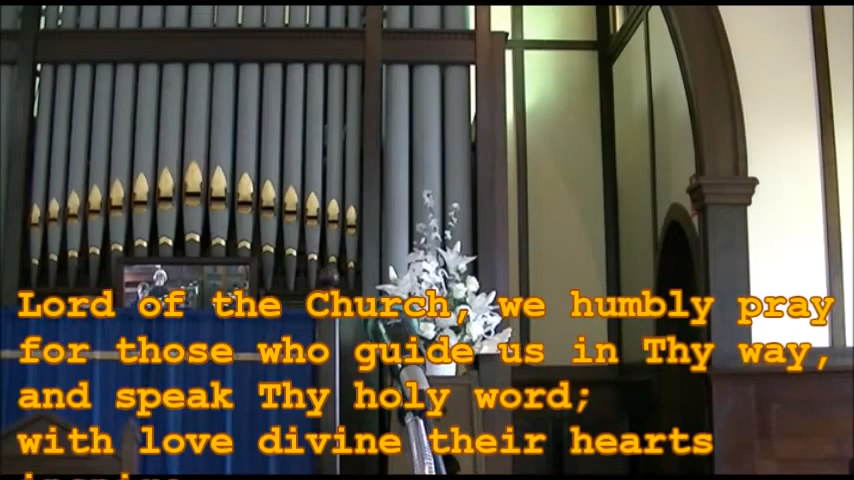 Lord of the Church, we humbly pray
for those who guide us in Thy way,
and speak Thy holy word;
with love divine their hearts